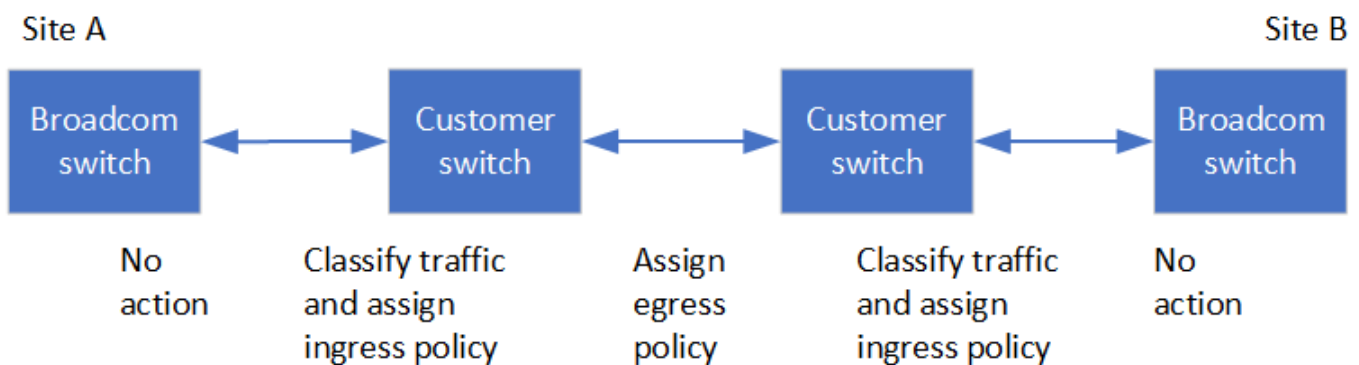 Site A
Site B
Broadcom
switch
Customer
switch
Customer
switch
Broadcom
switch
No
action
Classify traffic
and assign
ingress policy
Assign
egress
policy
Classify traffic
and assign
ingress policy
No
action